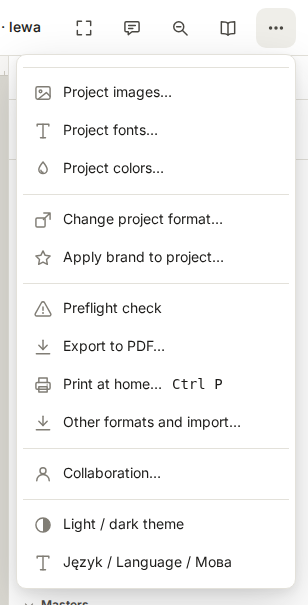 · lewa
Project images...
Project fonts...
Project colors...
Change project format...
Apply brand to project...
Preflight check
Export to PDF...
Print at home... Ctrl P
Other formats and import...
Collaboration...
Light / dark theme
Język / Language / Мова
Masters